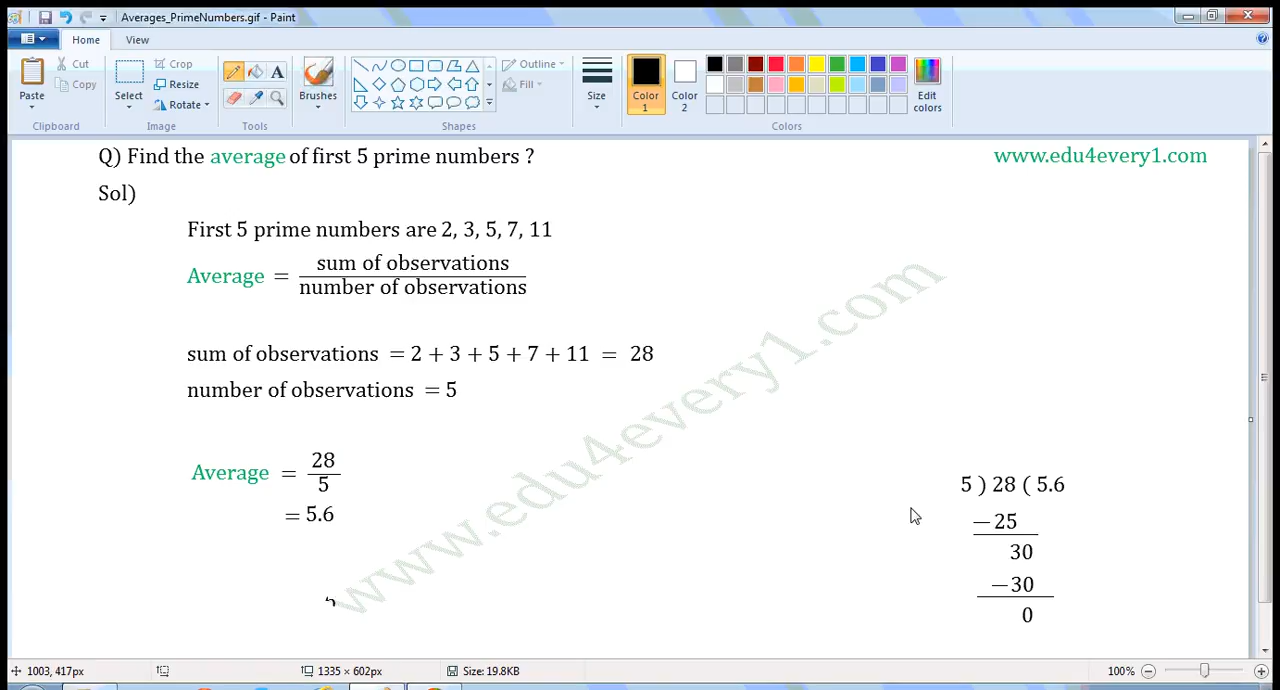 Averages_PrimeNumbers.gif - Paint
Home View
Cut
Copy
Paste
Clipboard
Select
Crop
Resize
Rotate
Image
A
Tools
Brushes
Outline
Fill
Shapes
Size
Color 1
Color 2
Edit colors
Colors
Q) Find the average of first 5 prime numbers ?
www.edu4every1.com
Sol)
First 5 prime numbers are 2, 3, 5, 7, 11
Average = sum of observations
number of observations
sum of observations = 2 + 3 + 5 + 7 + 11 = 28
number of observations = 5
Average = 28
5
= 5.6
5 ) 28 ( 5.6
−25
30
−30
0
www.edu4every1.com
1003, 417px
1335 × 602px
Size: 19.8KB
100%